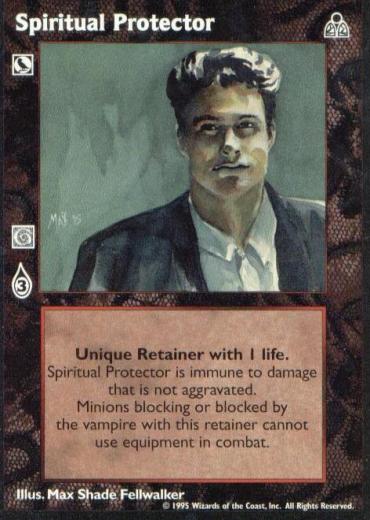 Spiritual Protector
MAX 95
3
Unique Retainer with 1 life.
Spiritual Protector is immune to damage
that is not aggravated.
Minions blocking or blocked by
the vampire with this retainer cannot
use equipment in combat.
Illus. Max Shade Fellwalker
© 1995 Wizards of the Coast, Inc. All Rights Reserved.